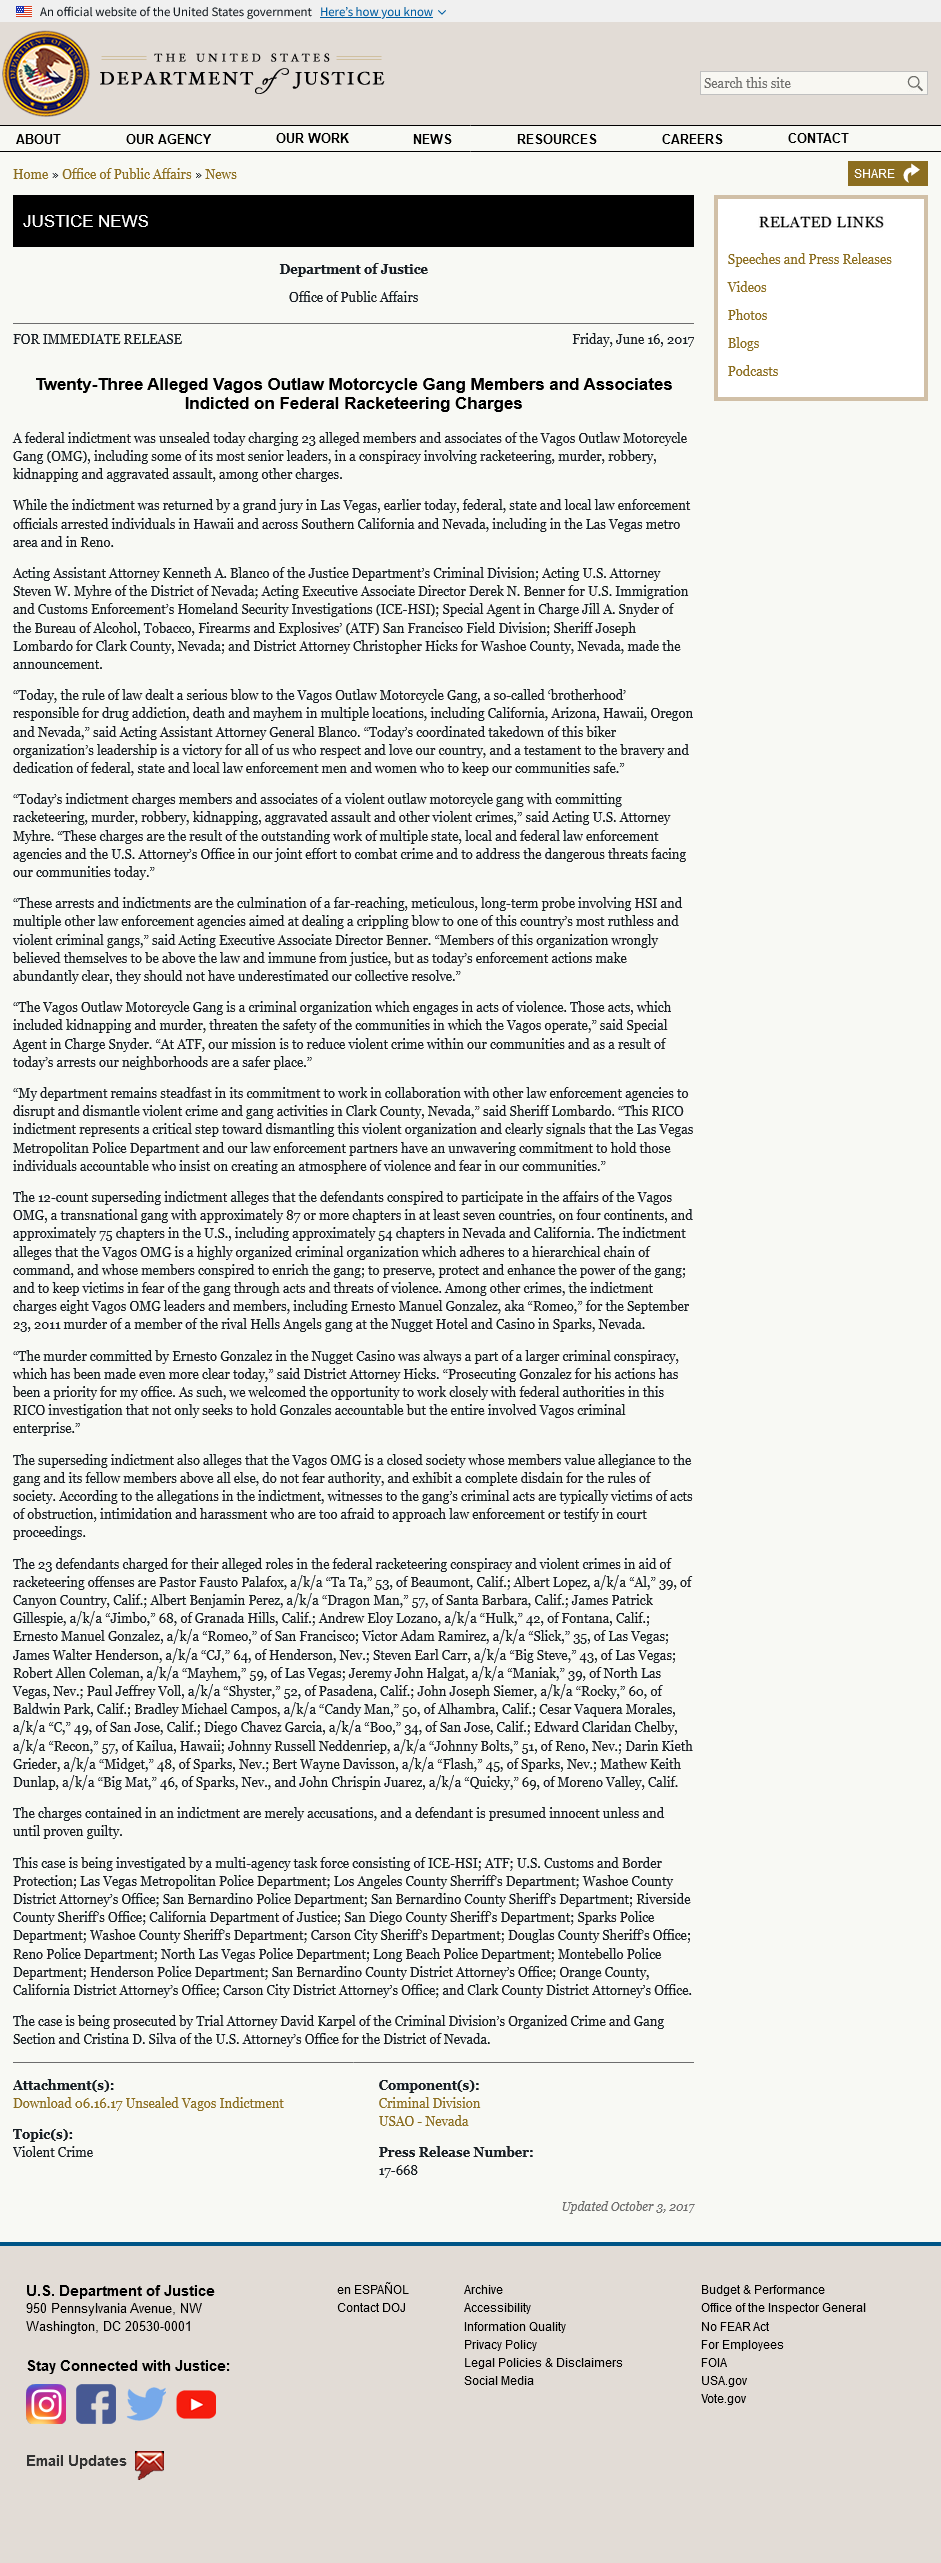 An official website of the United States government Here's how you know
THE UNITED STATES
DEPARTMENT of JUSTICE
Search this site
ABOUT OUR AGENCY OUR WORK NEWS RESOURCES CAREERS CONTACT
Home » Office of Public Affairs » News
SHARE
JUSTICE NEWS
Department of Justice
Office of Public Affairs
FOR IMMEDIATE RELEASE Friday, June 16, 2017
Twenty-Three Alleged Vagos Outlaw Motorcycle Gang Members and Associates
Indicted on Federal Racketeering Charges
A federal indictment was unsealed today charging 23 alleged members and associates of the Vagos Outlaw Motorcycle
Gang (OMG), including some of its most senior leaders, in a conspiracy involving racketeering, murder, robbery,
kidnapping and aggravated assault, among other charges.
While the indictment was returned by a grand jury in Las Vegas, earlier today, federal, state and local law enforcement
officials arrested individuals in Hawaii and across Southern California and Nevada, including in the Las Vegas metro
area and in Reno.
Acting Assistant Attorney Kenneth A. Blanco of the Justice Department's Criminal Division; Acting U.S. Attorney
Steven W. Myhre of the District of Nevada; Acting Executive Associate Director Derek N. Benner for U.S. Immigration
and Customs Enforcement's Homeland Security Investigations (ICE-HSI); Special Agent in Charge Jill A. Snyder of
the Bureau of Alcohol, Tobacco, Firearms and Explosives' (ATF) San Francisco Field Division; Sheriff Joseph
Lombardo for Clark County, Nevada; and District Attorney Christopher Hicks for Washoe County, Nevada, made the
announcement.
“Today, the rule of law dealt a serious blow to the Vagos Outlaw Motorcycle Gang, a so-called ‘brotherhood’
responsible for drug addiction, death and mayhem in multiple locations, including California, Arizona, Hawaii, Oregon
and Nevada,” said Acting Assistant Attorney General Blanco. “Today’s coordinated takedown of this biker
organization’s leadership is a victory for all of us who respect and love our country, and a testament to the bravery and
dedication of federal, state and local law enforcement men and women who to keep our communities safe.”
“Today’s indictment charges members and associates of a violent outlaw motorcycle gang with committing
racketeering, murder, robbery, kidnapping, aggravated assault and other violent crimes,” said Acting U.S. Attorney
Myhre. “These charges are the result of the outstanding work of multiple state, local and federal law enforcement
agencies and the U.S. Attorney’s Office in our joint effort to combat crime and to address the dangerous threats facing
our communities today.”
“These arrests and indictments are the culmination of a far-reaching, meticulous, long-term probe involving HSI and
multiple other law enforcement agencies aimed at dealing a crippling blow to one of this country’s most ruthless and
violent criminal gangs,” said Acting Executive Associate Director Benner. “Members of this organization wrongly
believed themselves to be above the law and immune from justice, but as today’s enforcement actions make
abundantly clear, they should not have underestimated our collective resolve.”
“The Vagos Outlaw Motorcycle Gang is a criminal organization which engages in acts of violence. Those acts, which
included kidnapping and murder, threaten the safety of the communities in which the Vagos operate,” said Special
Agent in Charge Snyder. “At ATF, our mission is to reduce violent crime within our communities and as a result of
today’s arrests our neighborhoods are a safer place.”
“My department remains steadfast in its commitment to work in collaboration with other law enforcement agencies to
disrupt and dismantle violent crime and gang activities in Clark County, Nevada,” said Sheriff Lombardo. “This RICO
indictment represents a critical step toward dismantling this violent organization and clearly signals that the Las Vegas
Metropolitan Police Department and our law enforcement partners have an unwavering commitment to hold those
individuals accountable who insist on creating an atmosphere of violence and fear in our communities.”
The 12-count superseding indictment alleges that the defendants conspired to participate in the affairs of the Vagos
OMG, a transnational gang with approximately 87 or more chapters in at least seven countries, on four continents, and
approximately 75 chapters in the U.S., including approximately 54 chapters in Nevada and California. The indictment
alleges that the Vagos OMG is a highly organized criminal organization which adheres to a hierarchical chain of
command, and whose members conspired to enrich the gang; to preserve, protect and enhance the power of the gang;
and to keep victims in fear of the gang through acts and threats of violence. Among other crimes, the indictment
charges eight Vagos OMG leaders and members, including Ernesto Manuel Gonzalez, aka “Romeo,” for the September
23, 2011 murder of a member of the rival Hells Angels gang at the Nugget Hotel and Casino in Sparks, Nevada.
“The murder committed by Ernesto Gonzalez in the Nugget Casino was always a part of a larger criminal conspiracy,
which has been made even more clear today,” said District Attorney Hicks. “Prosecuting Gonzalez for his actions has
been a priority for my office. As such, we welcomed the opportunity to work closely with federal authorities in this
RICO investigation that not only seeks to hold Gonzales accountable but the entire involved Vagos criminal
enterprise.”
The superseding indictment also alleges that the Vagos OMG is a closed society whose members value allegiance to the
gang and its fellow members above all else, do not fear authority, and exhibit a complete disdain for the rules of
society. According to the allegations in the indictment, witnesses to the gang’s criminal acts are typically victims of acts
of obstruction, intimidation and harassment who are too afraid to approach law enforcement or testify in court
proceedings.
The 23 defendants charged for their alleged roles in the federal racketeering conspiracy and violent crimes in aid of
racketeering offenses are Pastor Fausto Palafox, a/k/a “Ta Ta,” 53, of Beaumont, Calif.; Albert Lopez, a/k/a “Al,” 39, of
Canyon Country, Calif.; Albert Benjamin Perez, a/k/a “Dragon Man,” 57, of Santa Barbara, Calif.; James Patrick
Gillespie, a/k/a “Jimbo,” 68, of Granada Hills, Calif.; Andrew Eloy Lozano, a/k/a “Hulk,” 42, of Fontana, Calif.;
Ernesto Manuel Gonzalez, a/k/a “Romeo,” of San Francisco; Victor Adam Ramirez, a/k/a “Slick,” 35, of Las Vegas;
James Walter Henderson, a/k/a “CJ,” 64, of Henderson, Nev.; Steven Earl Carr, a/k/a “Big Steve,” 43, of Las Vegas;
Robert Allen Coleman, a/k/a “Mayhem,” 59, of Las Vegas; Jeremy John Halgat, a/k/a “Maniak,” 39, of North Las
Vegas, Nev.; Paul Jeffrey Voll, a/k/a “Shyster,” 52, of Pasadena, Calif.; John Joseph Siemer, a/k/a “Rocky,” 60, of
Baldwin Park, Calif.; Bradley Michael Campos, a/k/a “Candy Man,” 50, of Alhambra, Calif.; Cesar Vaquera Morales,
a/k/a “C,” 49, of San Jose, Calif.; Diego Chavez Garcia, a/k/a “Boo,” 34, of San Jose, Calif.; Edward Claridan Chelby,
a/k/a “Recon,” 57, of Kailua, Hawaii; Johnny Russell Neddenriep, a/k/a “Johnny Bolts,” 51, of Reno, Nev.; Darin Kieth
Grieder, a/k/a “Midget,” 48, of Sparks, Nev.; Bert Wayne Davisson, a/k/a “Flash,” 45, of Sparks, Nev.; Mathew Keith
Dunlap, a/k/a “Big Mat,” 46, of Sparks, Nev., and John Chrispin Juarez, a/k/a “Quicky,” 69, of Moreno Valley, Calif.
The charges contained in an indictment are merely accusations, and a defendant is presumed innocent unless and
until proven guilty.
This case is being investigated by a multi-agency task force consisting of ICE-HSI; ATF; U.S. Customs and Border
Protection; Las Vegas Metropolitan Police Department; Los Angeles County Sherriff’s Department; Washoe County
District Attorney’s Office; San Bernardino Police Department; San Bernardino County Sheriff’s Department; Riverside
County Sheriff’s Office; California Department of Justice; San Diego County Sheriff’s Department; Sparks Police
Department; Washoe County Sheriff’s Department; Carson City Sheriff’s Department; Douglas County Sheriff’s Office;
Reno Police Department; North Las Vegas Police Department; Long Beach Police Department; Montebello Police
Department; Henderson Police Department; San Bernardino County District Attorney’s Office; Orange County,
California District Attorney’s Office; Carson City District Attorney’s Office; and Clark County District Attorney’s Office.
The case is being prosecuted by Trial Attorney David Karpel of the Criminal Division’s Organized Crime and Gang
Section and Cristina D. Silva of the U.S. Attorney’s Office for the District of Nevada.
Attachment(s):
Download 06.16.17 Unsealed Vagos Indictment
Topic(s):
Violent Crime
Component(s):
Criminal Division
USAO - Nevada
Press Release Number:
17-668
Updated October 3, 2017
RELATED LINKS
Speeches and Press Releases
Videos
Photos
Blogs
Podcasts
U.S. Department of Justice
950 Pennsylvania Avenue, NW
Washington, DC 20530-0001
Stay Connected with Justice:
Email Updates
en ESPAÑOL
Contact DOJ
Archive
Accessibility
Information Quality
Privacy Policy
Legal Policies & Disclaimers
Social Media
Budget & Performance
Office of the Inspector General
No FEAR Act
For Employees
FOIA
USA.gov
Vote.gov